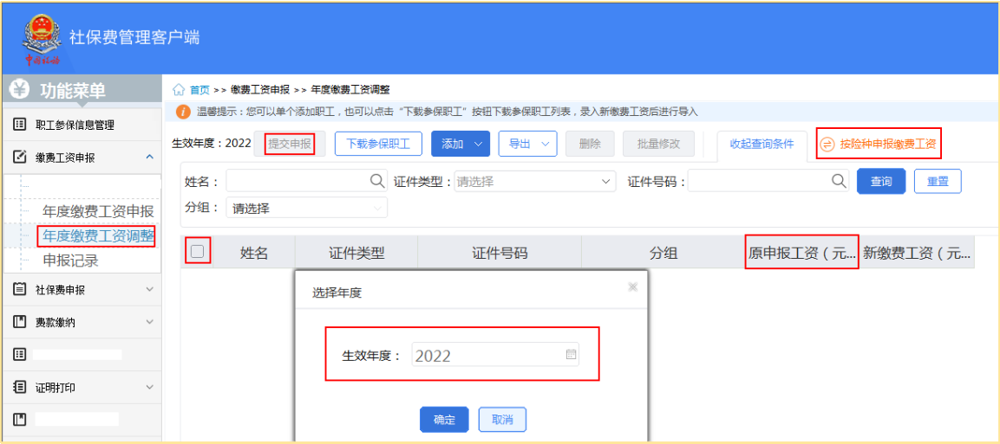 社保费管理客户端
中国税务
功能菜单
首页 >> 缴费工资申报 >> 年度缴费工资调整
温馨提示：您可以单个添加职工，也可以点击“下载参保职工”按钮下载参保职工列表，录入新缴费工资后进行导入
职工参保信息管理
缴费工资申报
年度缴费工资申报
年度缴费工资调整
申报记录
社保费申报
费款缴纳
证明打印
生效年度：2022 提交申报 下载参保职工 添加 导出 删除 批量修改 收起查询条件 按险种申报缴费工资
姓名： 证件类型：请选择 证件号码： 查询 重置
分组： 请选择
姓名 证件类型 证件号码 分组 原申报工资（元... 新缴费工资（元...
选择年度
生效年度： 2022
确定 取消